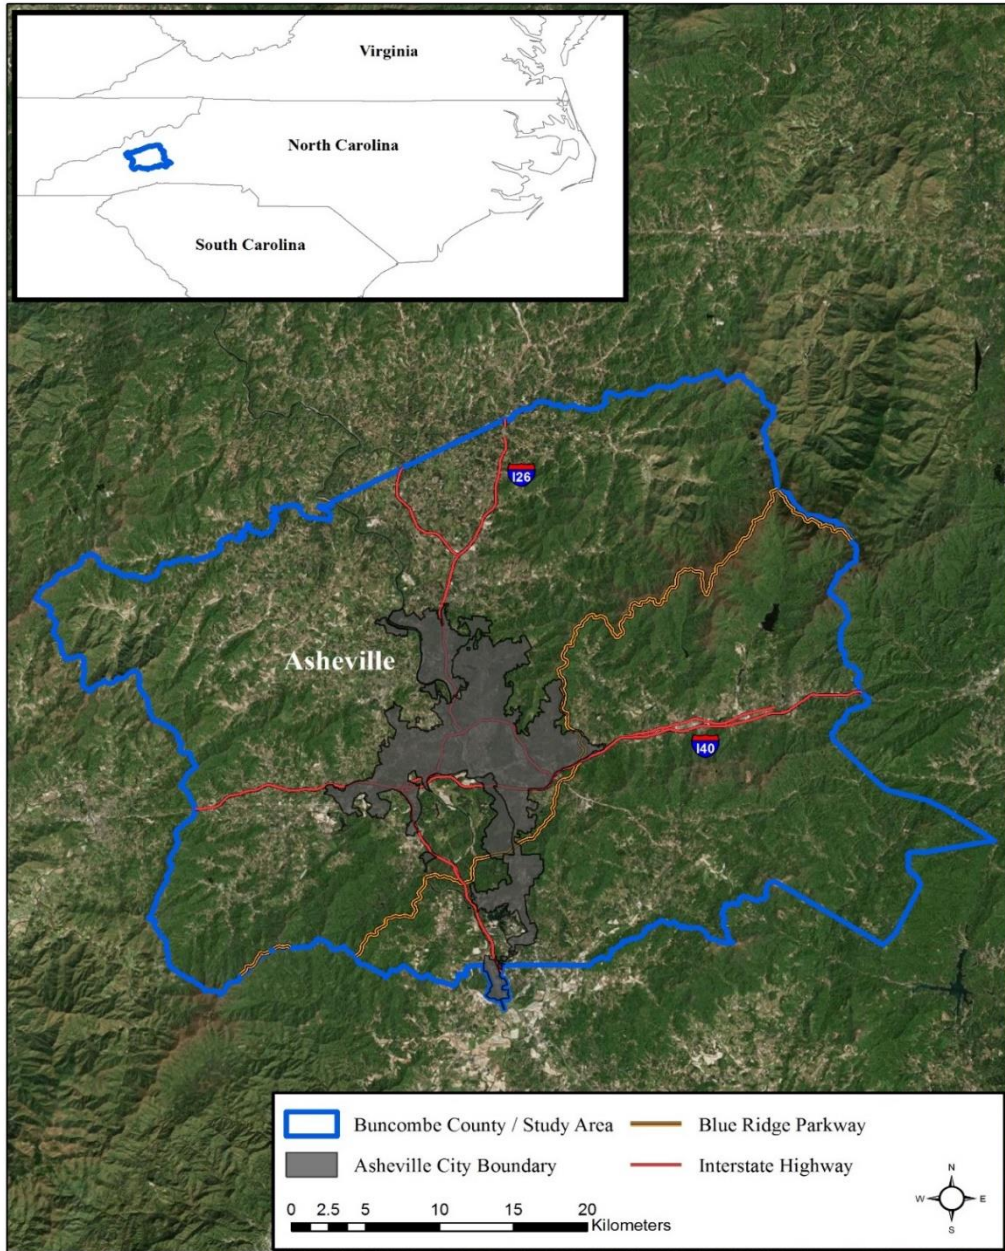 Virginia
North Carolina
South Carolina
I26
Asheville
I40
Buncombe County / Study Area
Blue Ridge Parkway
Asheville City Boundary
Interstate Highway
0 2.5 5 10 15 20
Kilometers
N
W E
S